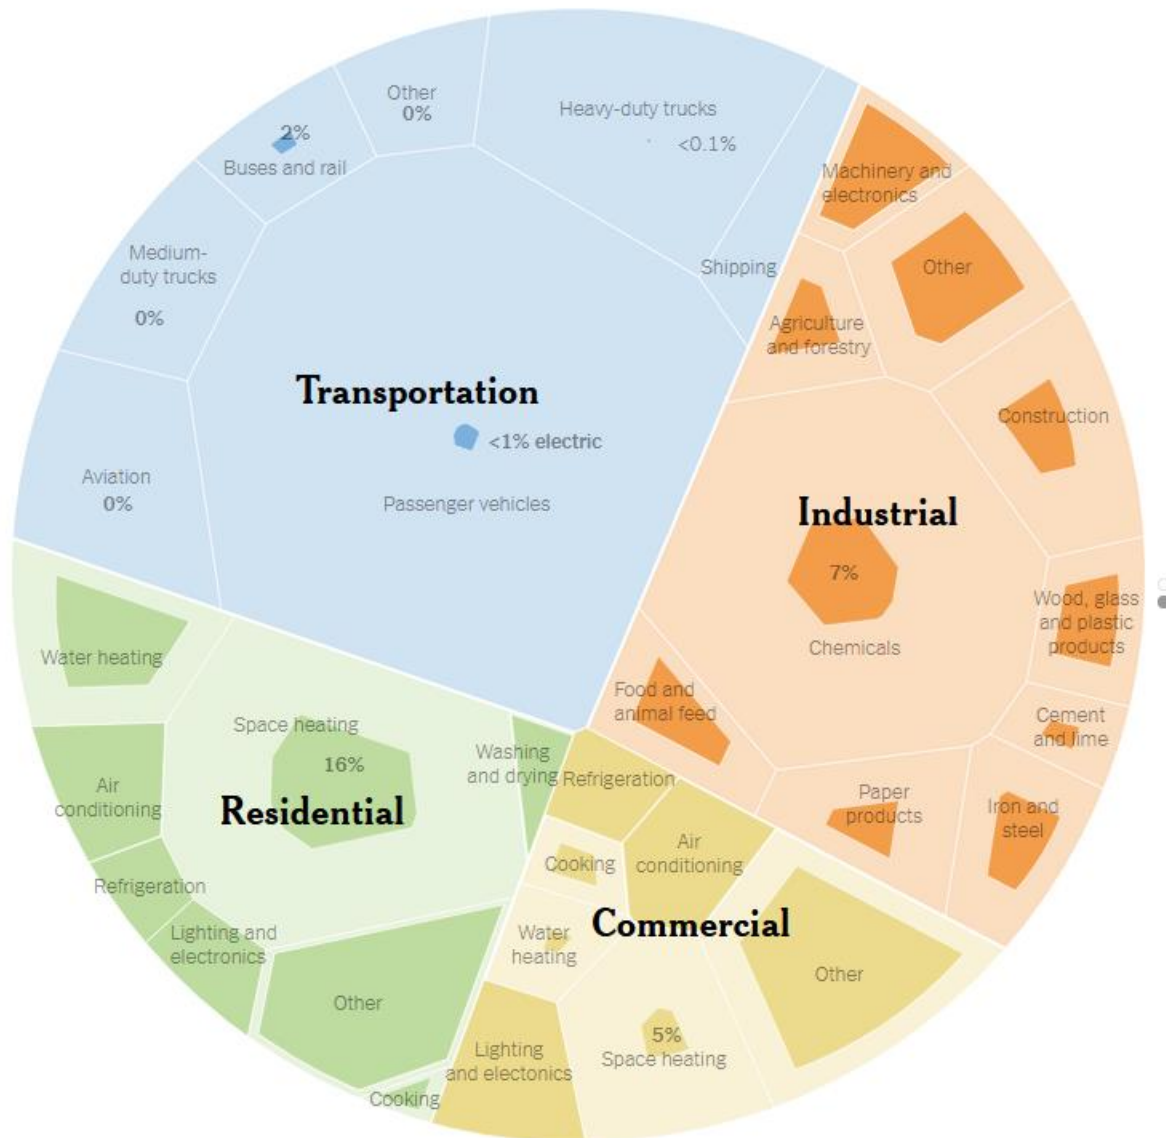 Other
0%
Heavy-duty trucks
<0.1%
2%
Buses and rail
Medium-
duty trucks
0%
Shipping
Transportation
<1% electric
Aviation
0%
Passenger vehicles
Machinery and
electronics
Other
Agriculture
and forestry
Construction
Industrial
7%
Chemicals
Wood, glass
and plastic
products
Food and
animal feed
Cement
and lime
Paper
products
Iron and
steel
Water heating
Space heating
16%
Washing
and drying
Air
conditioning
Residential
Refrigeration
Lighting and
electronics
Other
Cooking
Refrigeration
Air
conditioning
Cooking
Commercial
Water
heating
Other
5%
Space heating
Lighting
and electonics